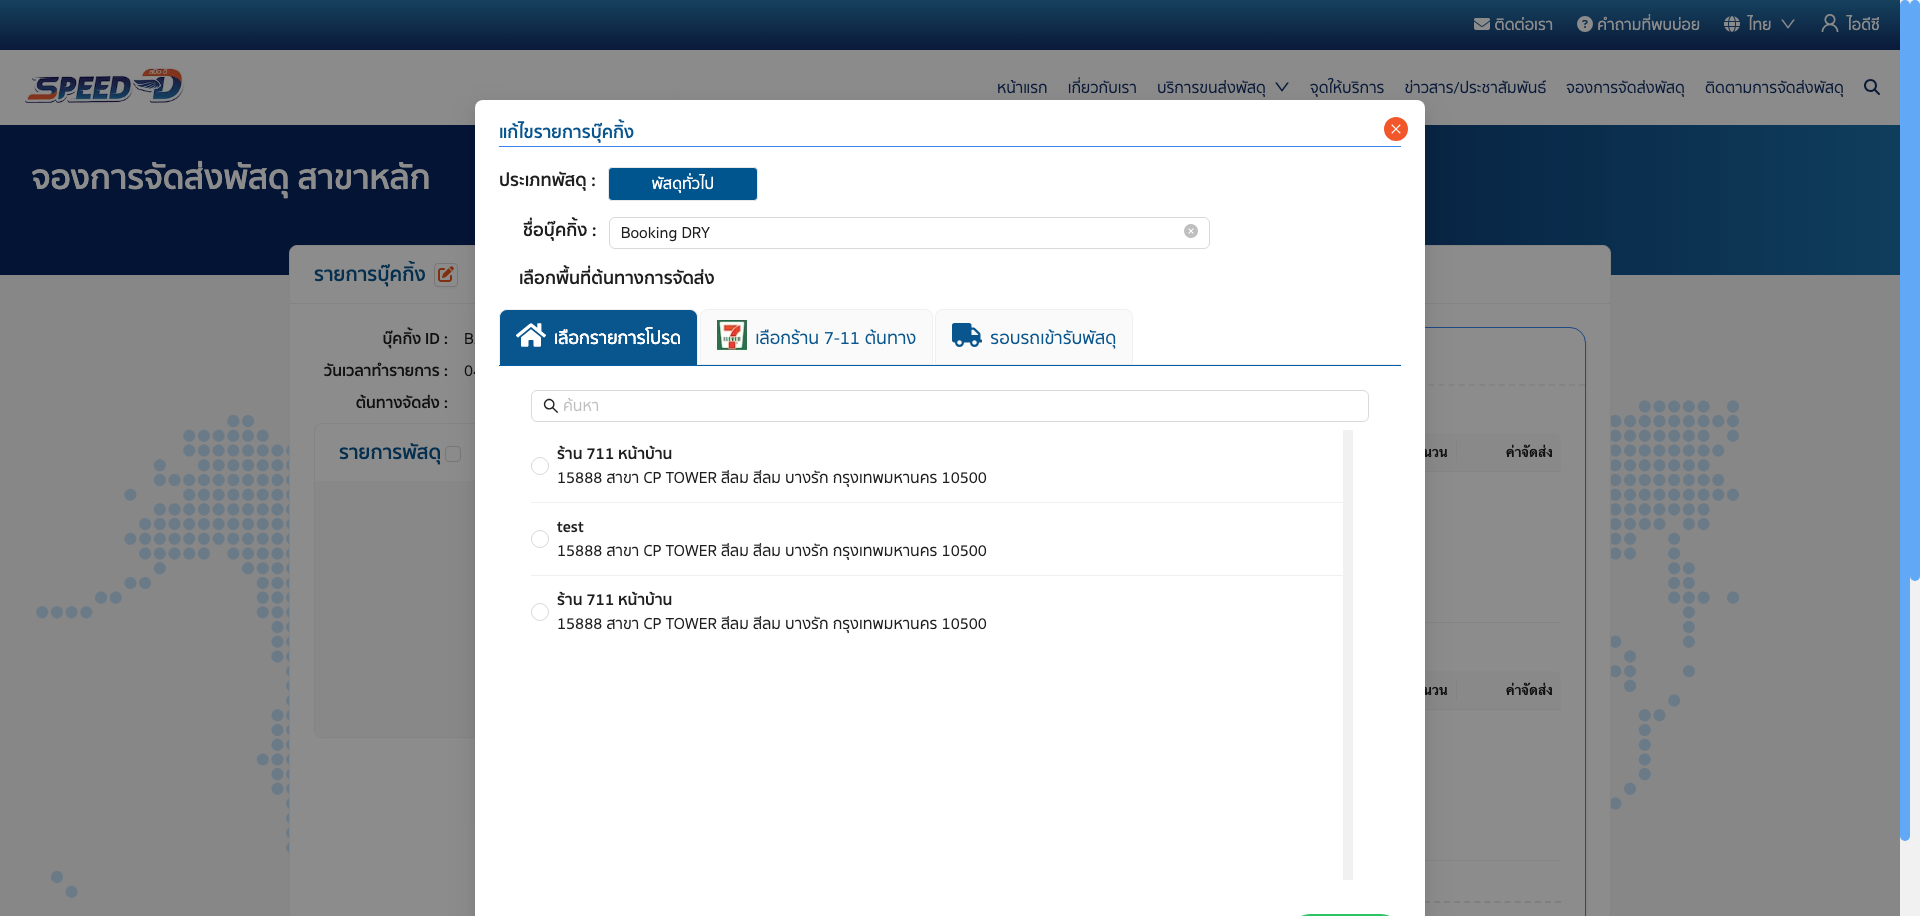 ติดต่อเรา คำถามที่พบบ่อย ไทย ไอดีซี
SPEED-D
หน้าแรก เกี่ยวกับเรา บริการขนส่งพัสดุ จุดให้บริการ ข่าวสาร/ประชาสัมพันธ์ จองการจัดส่งพัสดุ ติดตามการจัดส่งพัสดุ
จองการจัดส่งพัสดุ สาขาหลัก
แก้ไขรายการบุ๊คกิ้ง
ประเภทพัสดุ : พัสดุทั่วไป
ชื่อบุ๊คกิ้ง : Booking DRY
เลือกพื้นที่ต้นทางการจัดส่ง
เลือกรายการโปรด เลือกร้าน 7-11 ต้นทาง รอบรถเข้ารับพัสดุ
ค้นหา
ร้าน 711 หน้าบ้าน
15888 สาขา CP TOWER สีลม สีลม บางรัก กรุงเทพมหานคร 10500
test
15888 สาขา CP TOWER สีลม สีลม บางรัก กรุงเทพมหานคร 10500
ร้าน 711 หน้าบ้าน
15888 สาขา CP TOWER สีลม สีลม บางรัก กรุงเทพมหานคร 10500
รายการบุ๊คกิ้ง
บุ๊คกิ้ง ID :
วันเวลาทำรายการ :
ต้นทางจัดส่ง :
รายการพัสดุ
ค่าจัดส่ง
ค่าจัดส่ง